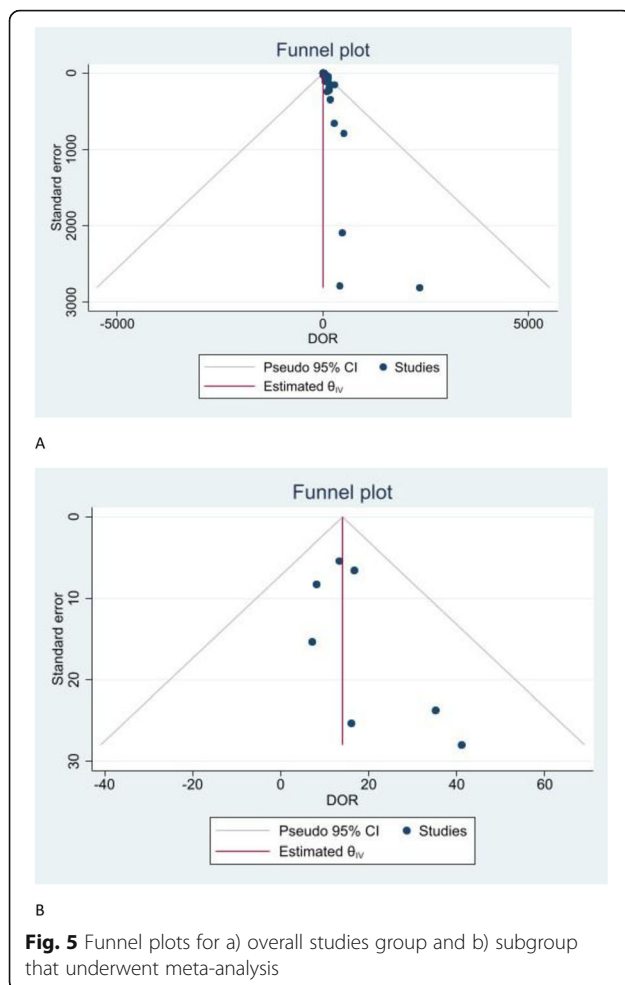 Funnel plot
0
1000
2000
3000
Standard error
-5000 0 5000
DOR
Pseudo 95% CI Studies
Estimated θIV
A
Funnel plot
0
10
20
30
Standard error
-40 -20 0 20 40 60
DOR
Pseudo 95% CI Studies
Estimated θIV
B
Fig. 5 Funnel plots for a) overall studies group and b) subgroup
that underwent meta-analysis